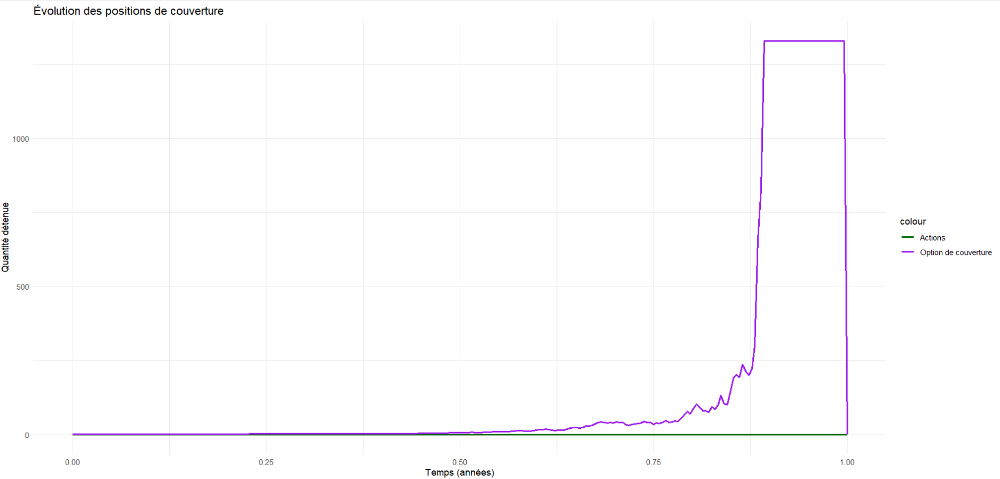 Évolution des positions de couverture
Quantité détenue
1000
500
0
0.00
0.25
0.50
0.75
1.00
Temps (années)
colour
Actions
Option de couverture